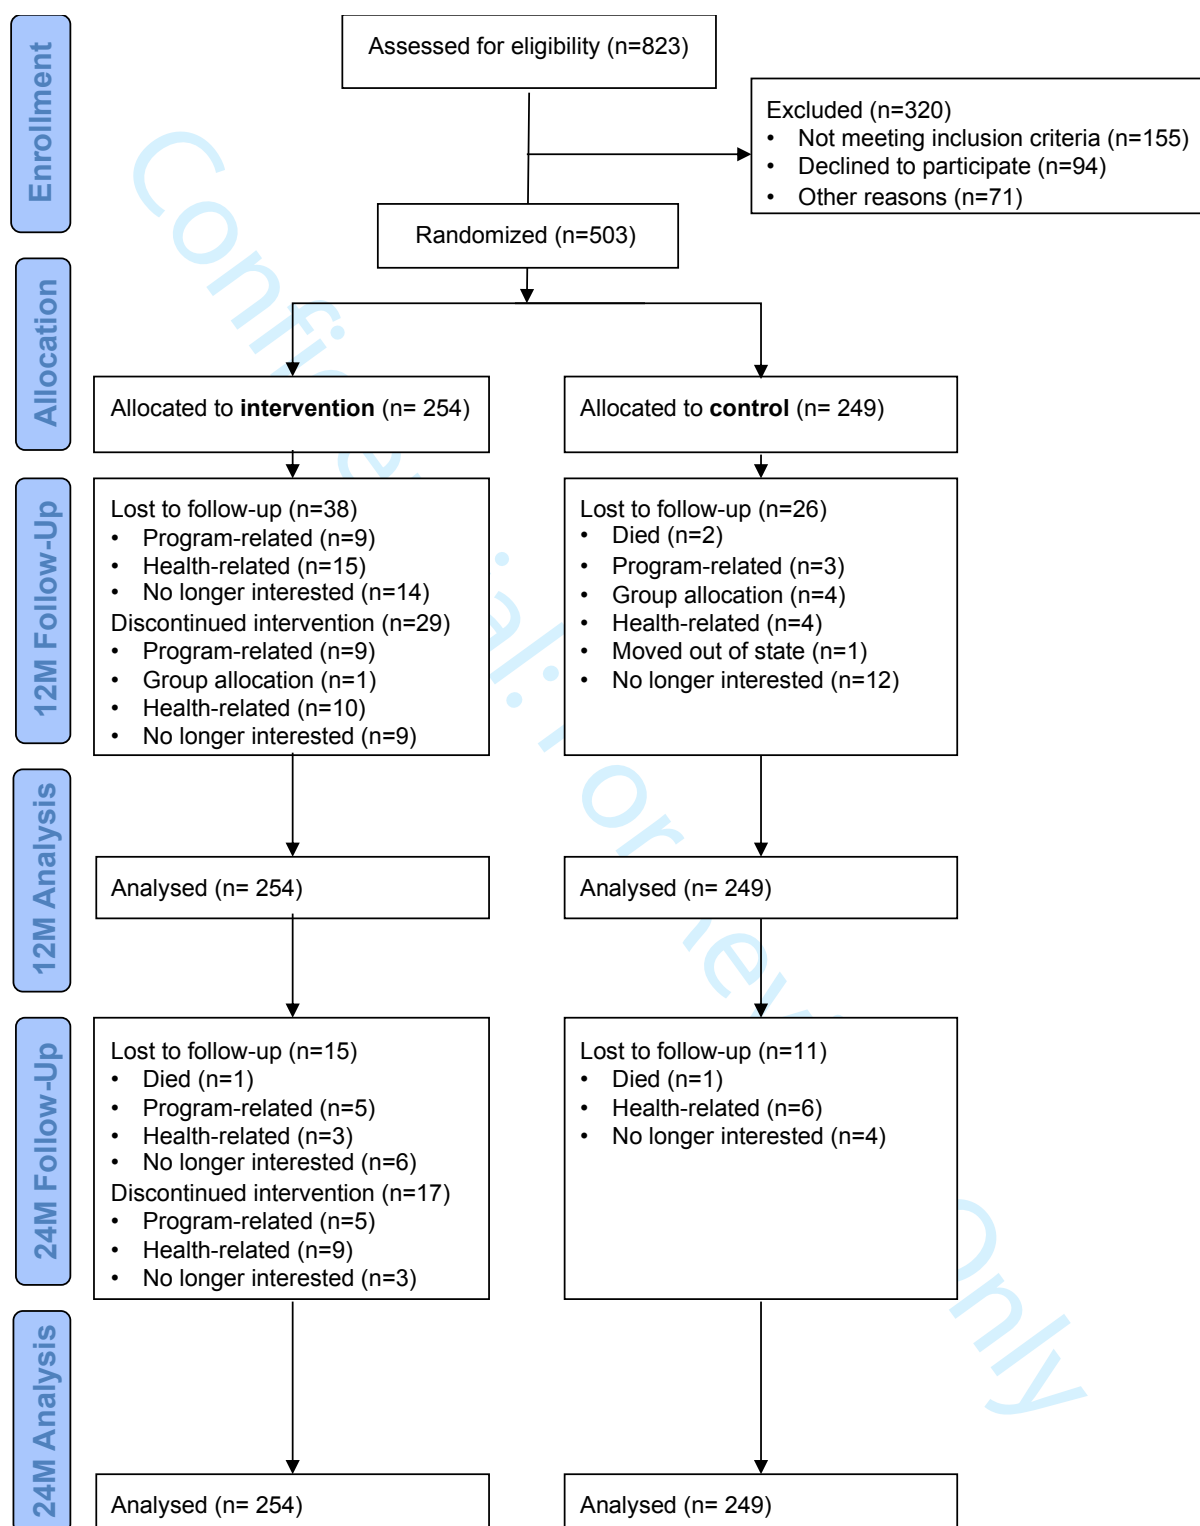 Enrollment
Assessed for eligibility (n=823)
Excluded (n=320)
• Not meeting inclusion criteria (n=155)
• Declined to participate (n=94)
• Other reasons (n=71)
Randomized (n=503)
Allocation
Allocated to intervention (n= 254)
Allocated to control (n= 249)
12M Follow-Up
Lost to follow-up (n=38)
• Program-related (n=9)
• Health-related (n=15)
• No longer interested (n=14)
Discontinued intervention (n=29)
• Program-related (n=9)
• Group allocation (n=1)
• Health-related (n=10)
• No longer interested (n=9)
Lost to follow-up (n=26)
• Died (n=2)
• Program-related (n=3)
• Group allocation (n=4)
• Health-related (n=4)
• Moved out of state (n=1)
• No longer interested (n=12)
12M Analysis
Analysed (n= 254)
Analysed (n= 249)
24M Follow-Up
Lost to follow-up (n=15)
• Died (n=1)
• Program-related (n=5)
• Health-related (n=3)
• No longer interested (n=6)
Discontinued intervention (n=17)
• Program-related (n=5)
• Health-related (n=9)
• No longer interested (n=3)
Lost to follow-up (n=11)
• Died (n=1)
• Health-related (n=6)
• No longer interested (n=4)
24M Analysis
Analysed (n= 254)
Analysed (n= 249)